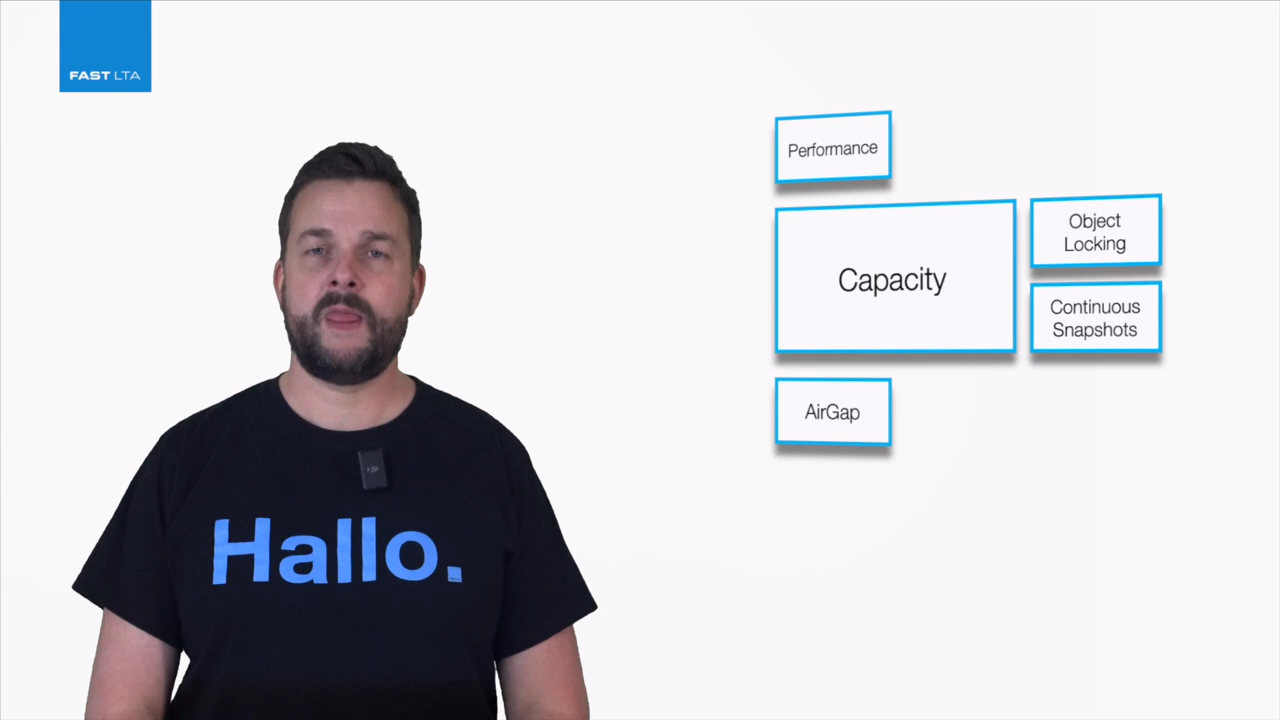 FAST LTA
Performance
Capacity
Object
Locking
Continuous
Snapshots
AirGap
Hallo.